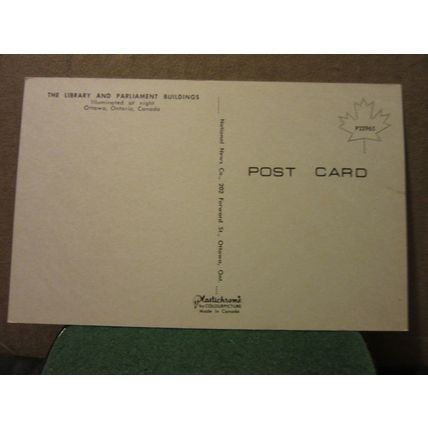 THE LIBRARY AND PARLIAMENT BUILDINGS
Illuminated at night
Ottawa, Ontario, Canada
National News Co., 202 Forward St., Ottawa, Ont.
P22965
POST CARD
Plastichrome
by COLOURPICTURE
Made in Canada